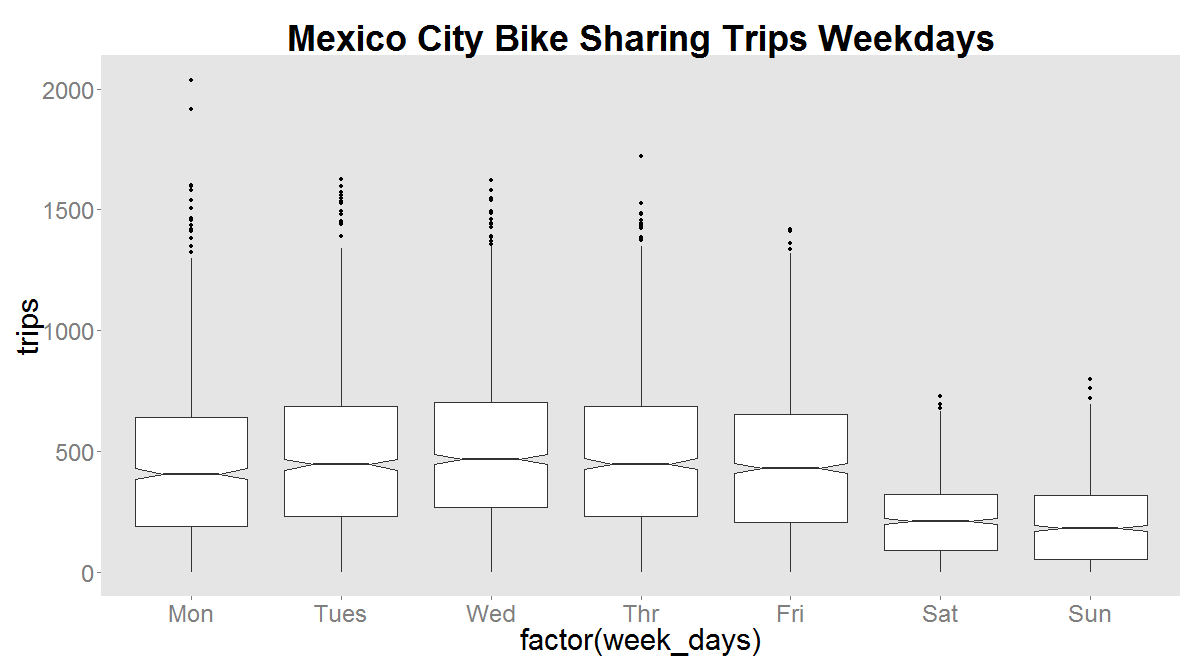 Mexico City Bike Sharing Trips Weekdays
2000
1500
1000
500
0
trips
Mon Tues Wed Thr Fri Sat Sun
factor(week_days)